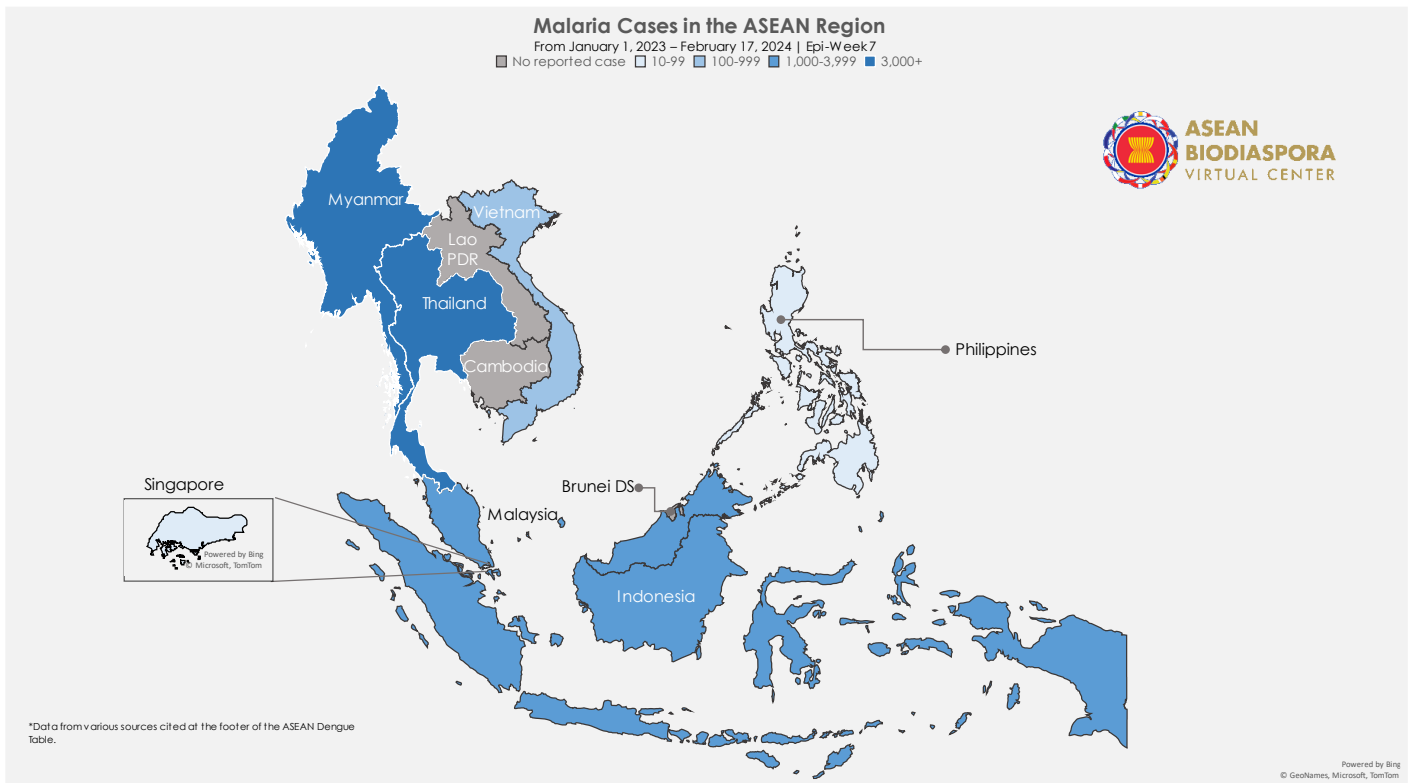 Malaria Cases in the ASEAN Region
From January 1, 2023 – February 17, 2024 | Epi-Week 7
No reported case 10-99 100-999 1,000-3,999 3,000+
ASEAN
BIODIASPORA
VIRTUAL CENTER
Myanmar
Vietnam
Lao
PDR
Thailand
Cambodia
Philippines
Singapore
Powered by Bing
© Microsoft, TomTom
Brunei DS
Malaysia
Indonesia
*Data from various sources cited at the footer of the ASEAN Dengue
Table.
Powered by Bing
© GeoNames, Microsoft, TomTom